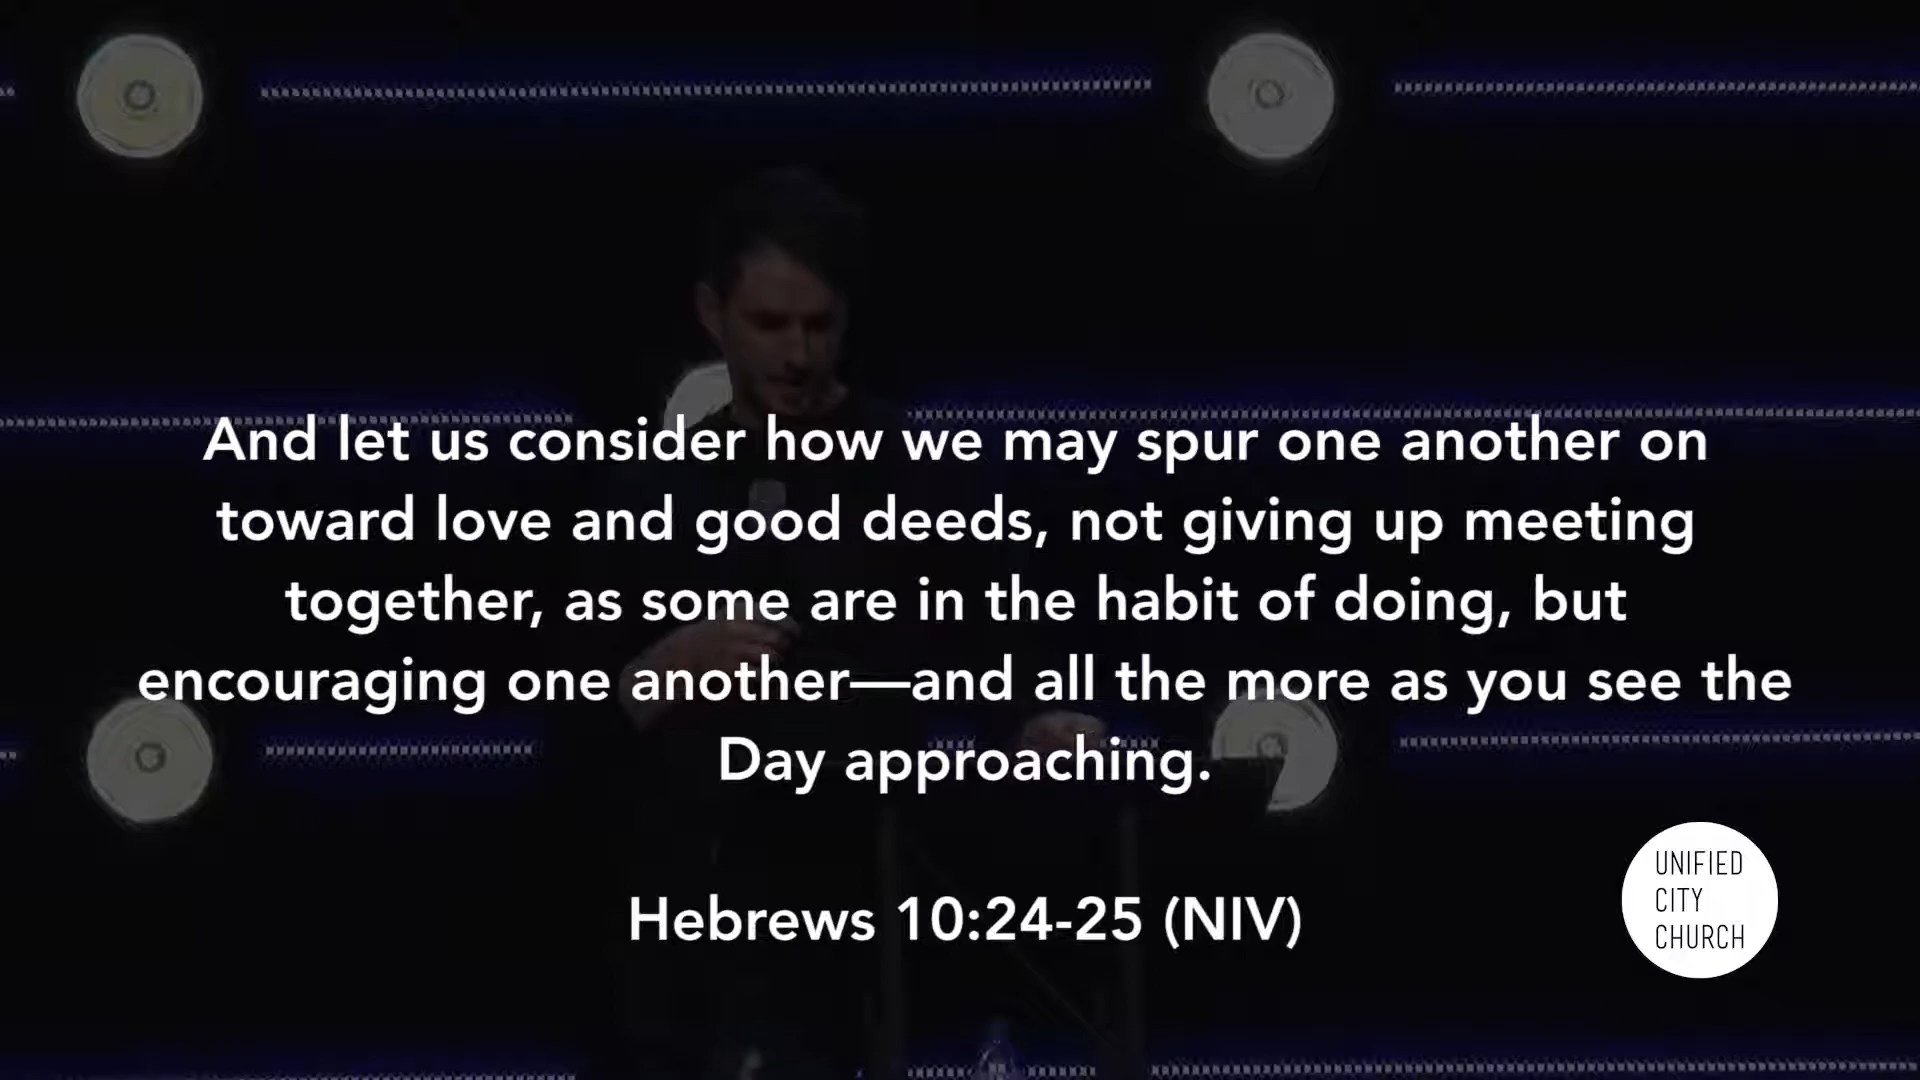 And let us consider how we may spur one another on
toward love and good deeds, not giving up meeting
together, as some are in the habit of doing, but
encouraging one another—and all the more as you see the
Day approaching.
Hebrews 10:24-25 (NIV)
UNIFIED
CITY
CHURCH